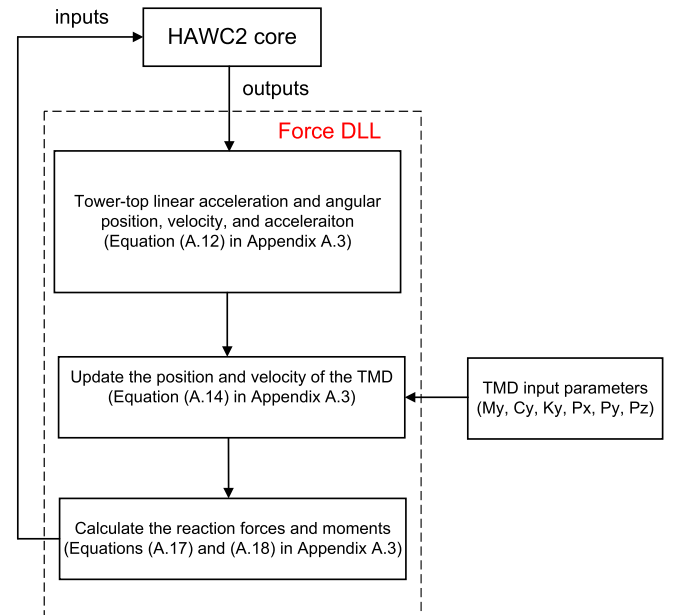 inputs
HAWC2 core
outputs
Force DLL
Tower-top linear acceleration and angular
position, velocity, and acceleraiton
(Equation (A.12) in Appendix A.3)
Update the position and velocity of the TMD
(Equation (A.14) in Appendix A.3)
TMD input parameters
(My, Cy, Ky, Px, Py, Pz)
Calculate the reaction forces and moments
(Equations (A.17) and (A.18) in Appendix A.3)